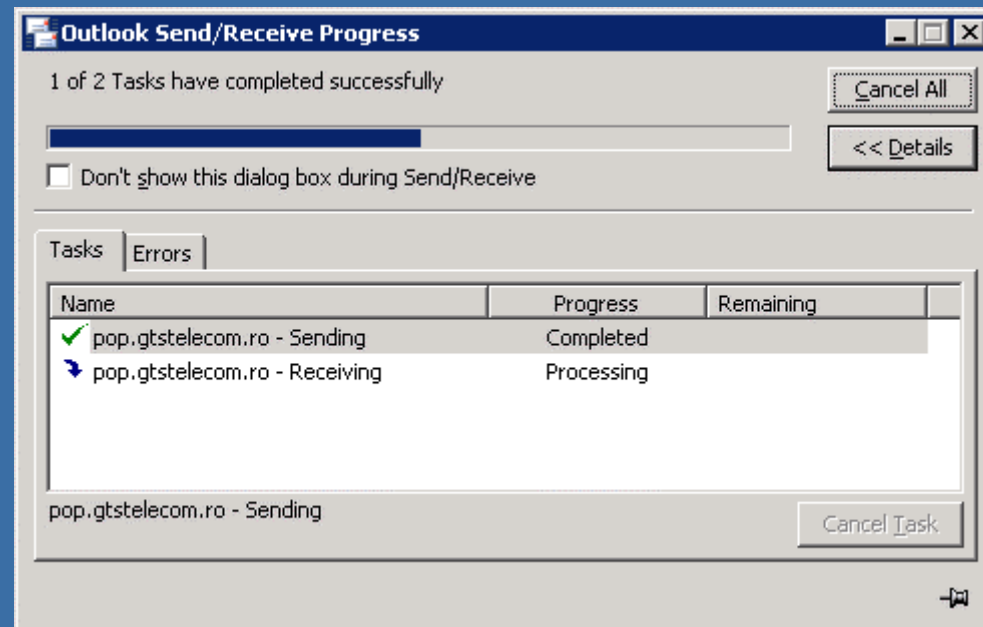 Outlook Send/Receive Progress
1 of 2 Tasks have completed successfully
Cancel All
<< Details
Don't show this dialog box during Send/Receive
Tasks Errors
Name Progress Remaining
pop.gtstelecom.ro - Sending Completed
pop.gtstelecom.ro - Receiving Processing
pop.gtstelecom.ro - Sending
Cancel Task